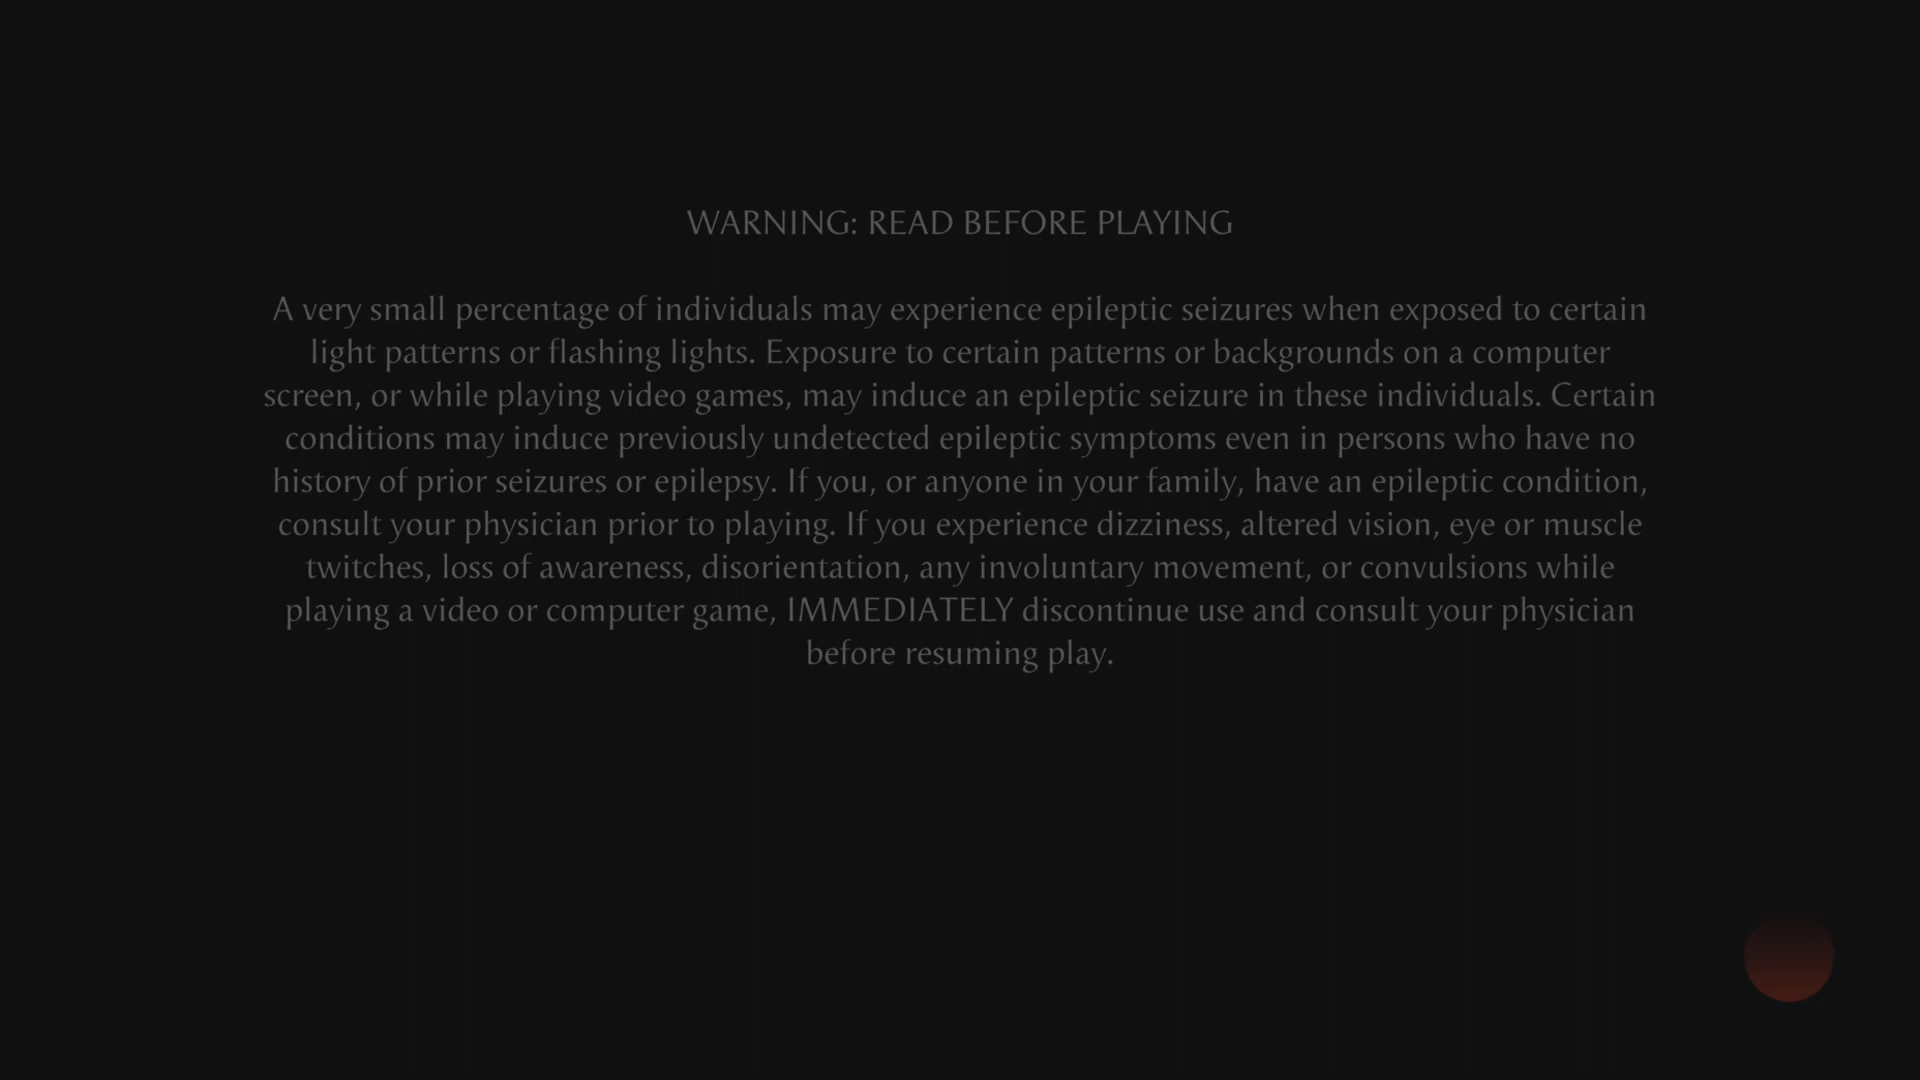 WARNING: READ BEFORE PLAYING
A very small percentage of individuals may experience epileptic seizures when exposed to certain
light patterns or flashing lights. Exposure to certain patterns or backgrounds on a computer
screen, or while playing video games, may induce an epileptic seizure in these individuals. Certain
conditions may induce previously undetected epileptic symptoms even in persons who have no
history of prior seizures or epilepsy. If you, or anyone in your family, have an epileptic condition,
consult your physician prior to playing. If you experience dizziness, altered vision, eye or muscle
twitches, loss of awareness, disorientation, any involuntary movement, or convulsions while
playing a video or computer game, IMMEDIATELY discontinue use and consult your physician
before resuming play.